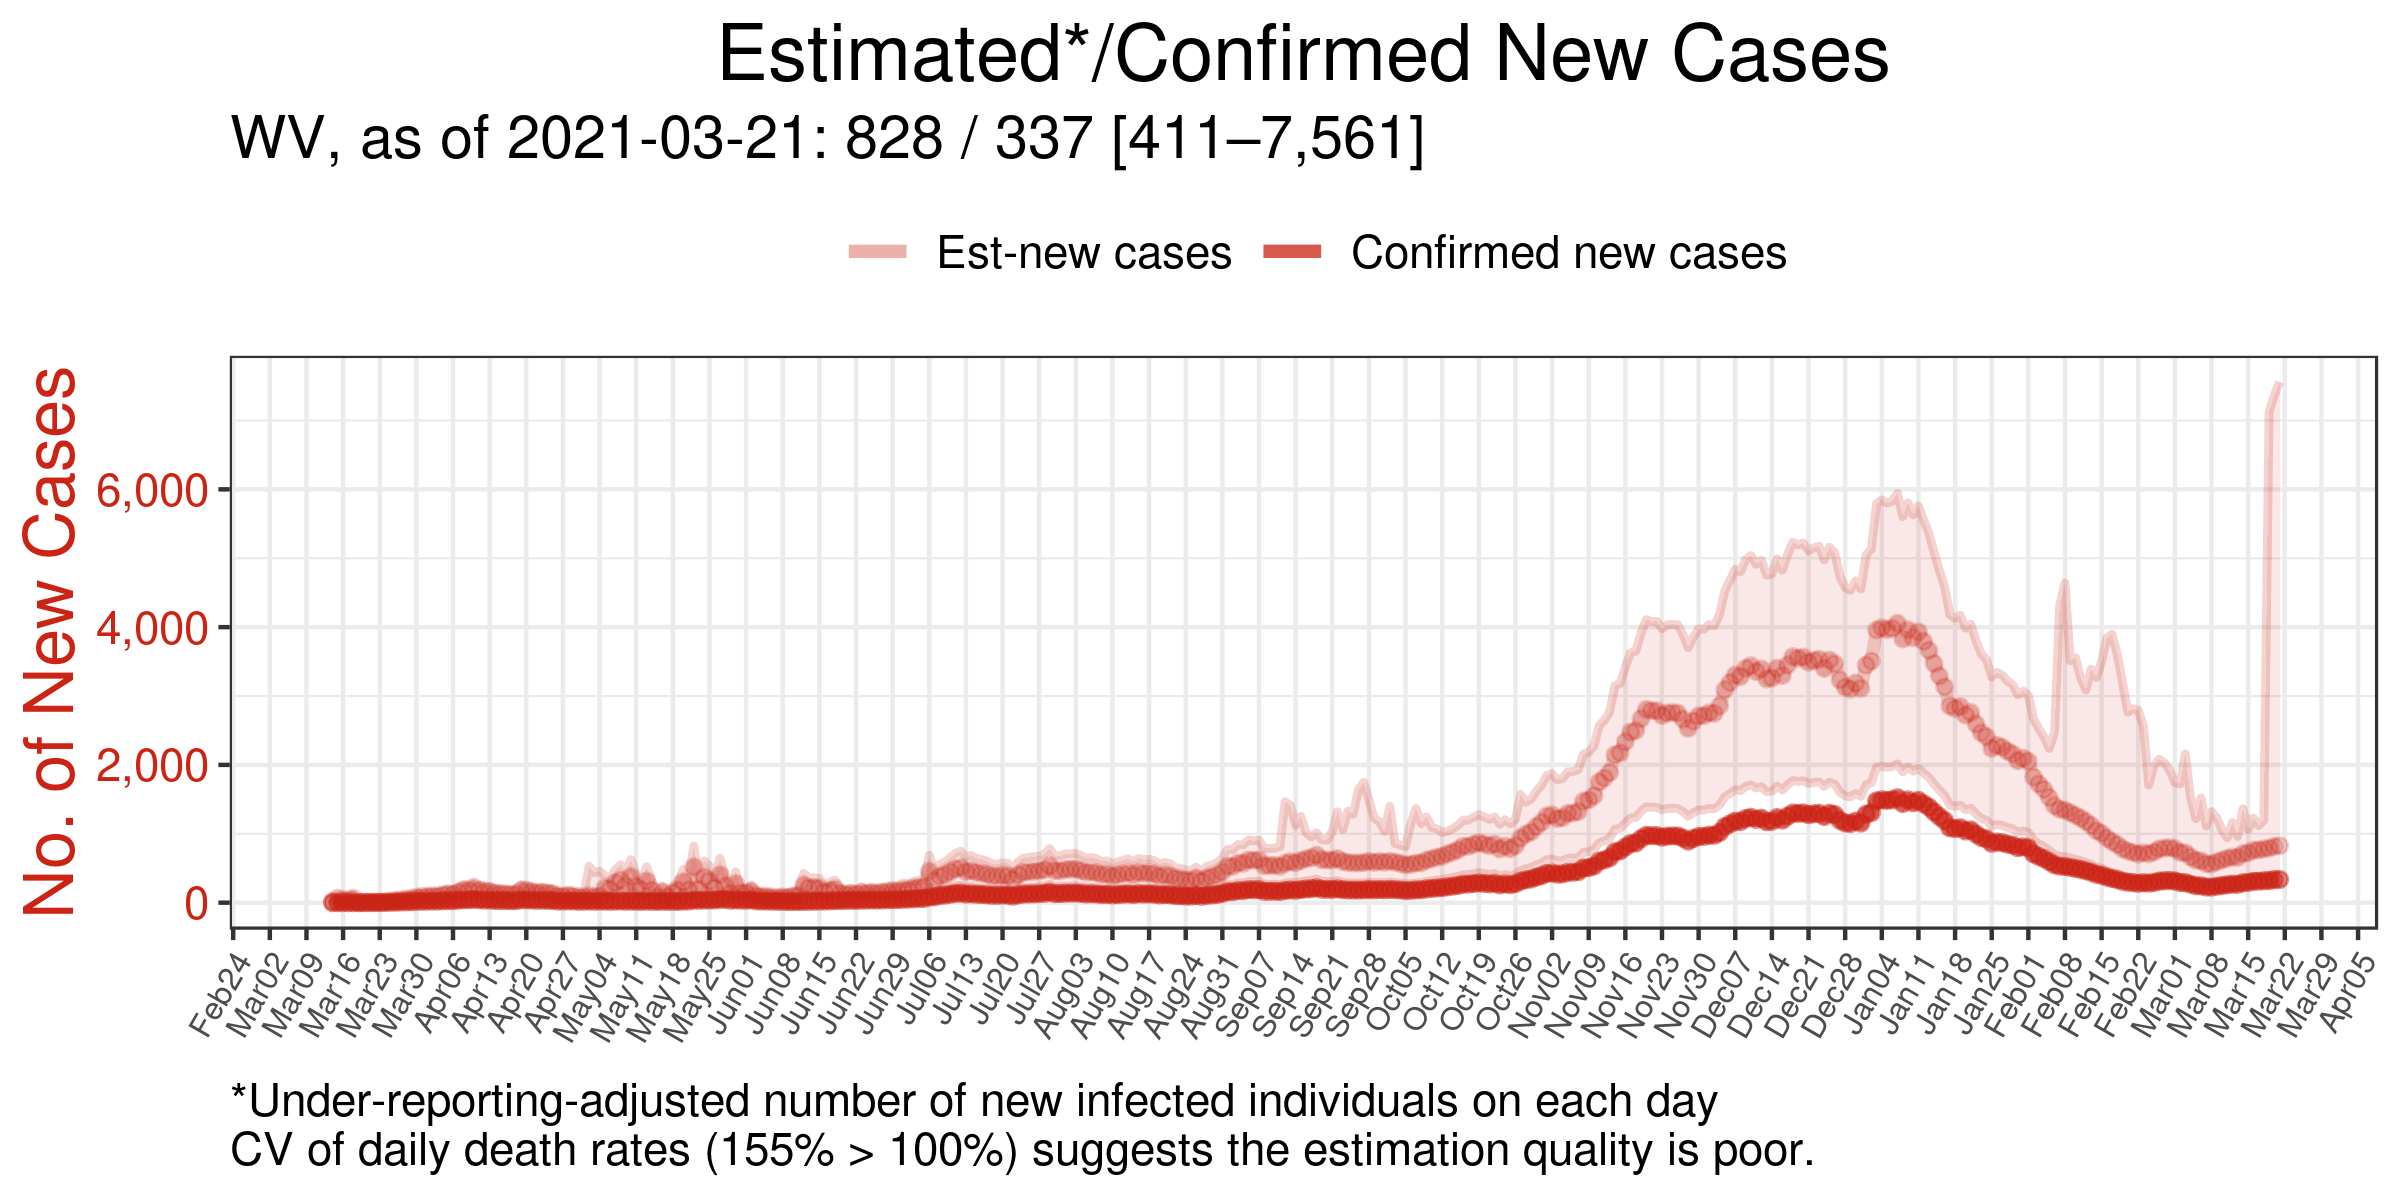 Estimated*/Confirmed New Cases
WV, as of 2021-03-21: 828 / 337 [411–7,561]
Est-new cases
Confirmed new cases
No. of New Cases
6,000
4,000
2,000
0
Feb24
Mar02
Mar09
Mar16
Mar23
Mar30
Apr06
Apr13
Apr20
Apr27
May04
May11
May18
May25
Jun01
Jun08
Jun15
Jun22
Jun29
Jul06
Jul13
Jul20
Jul27
Aug03
Aug10
Aug17
Aug24
Aug31
Sep07
Sep14
Sep21
Sep28
Oct05
Oct12
Oct19
Oct26
Nov02
Nov09
Nov16
Nov23
Nov30
Dec07
Dec14
Dec21
Dec28
Jan04
Jan11
Jan18
Jan25
Feb01
Feb08
Feb15
Feb22
Mar01
Mar08
Mar15
Mar22
Mar29
Apr05
*Under-reporting-adjusted number of new infected individuals on each day
CV of daily death rates (155% > 100%) suggests the estimation quality is poor.